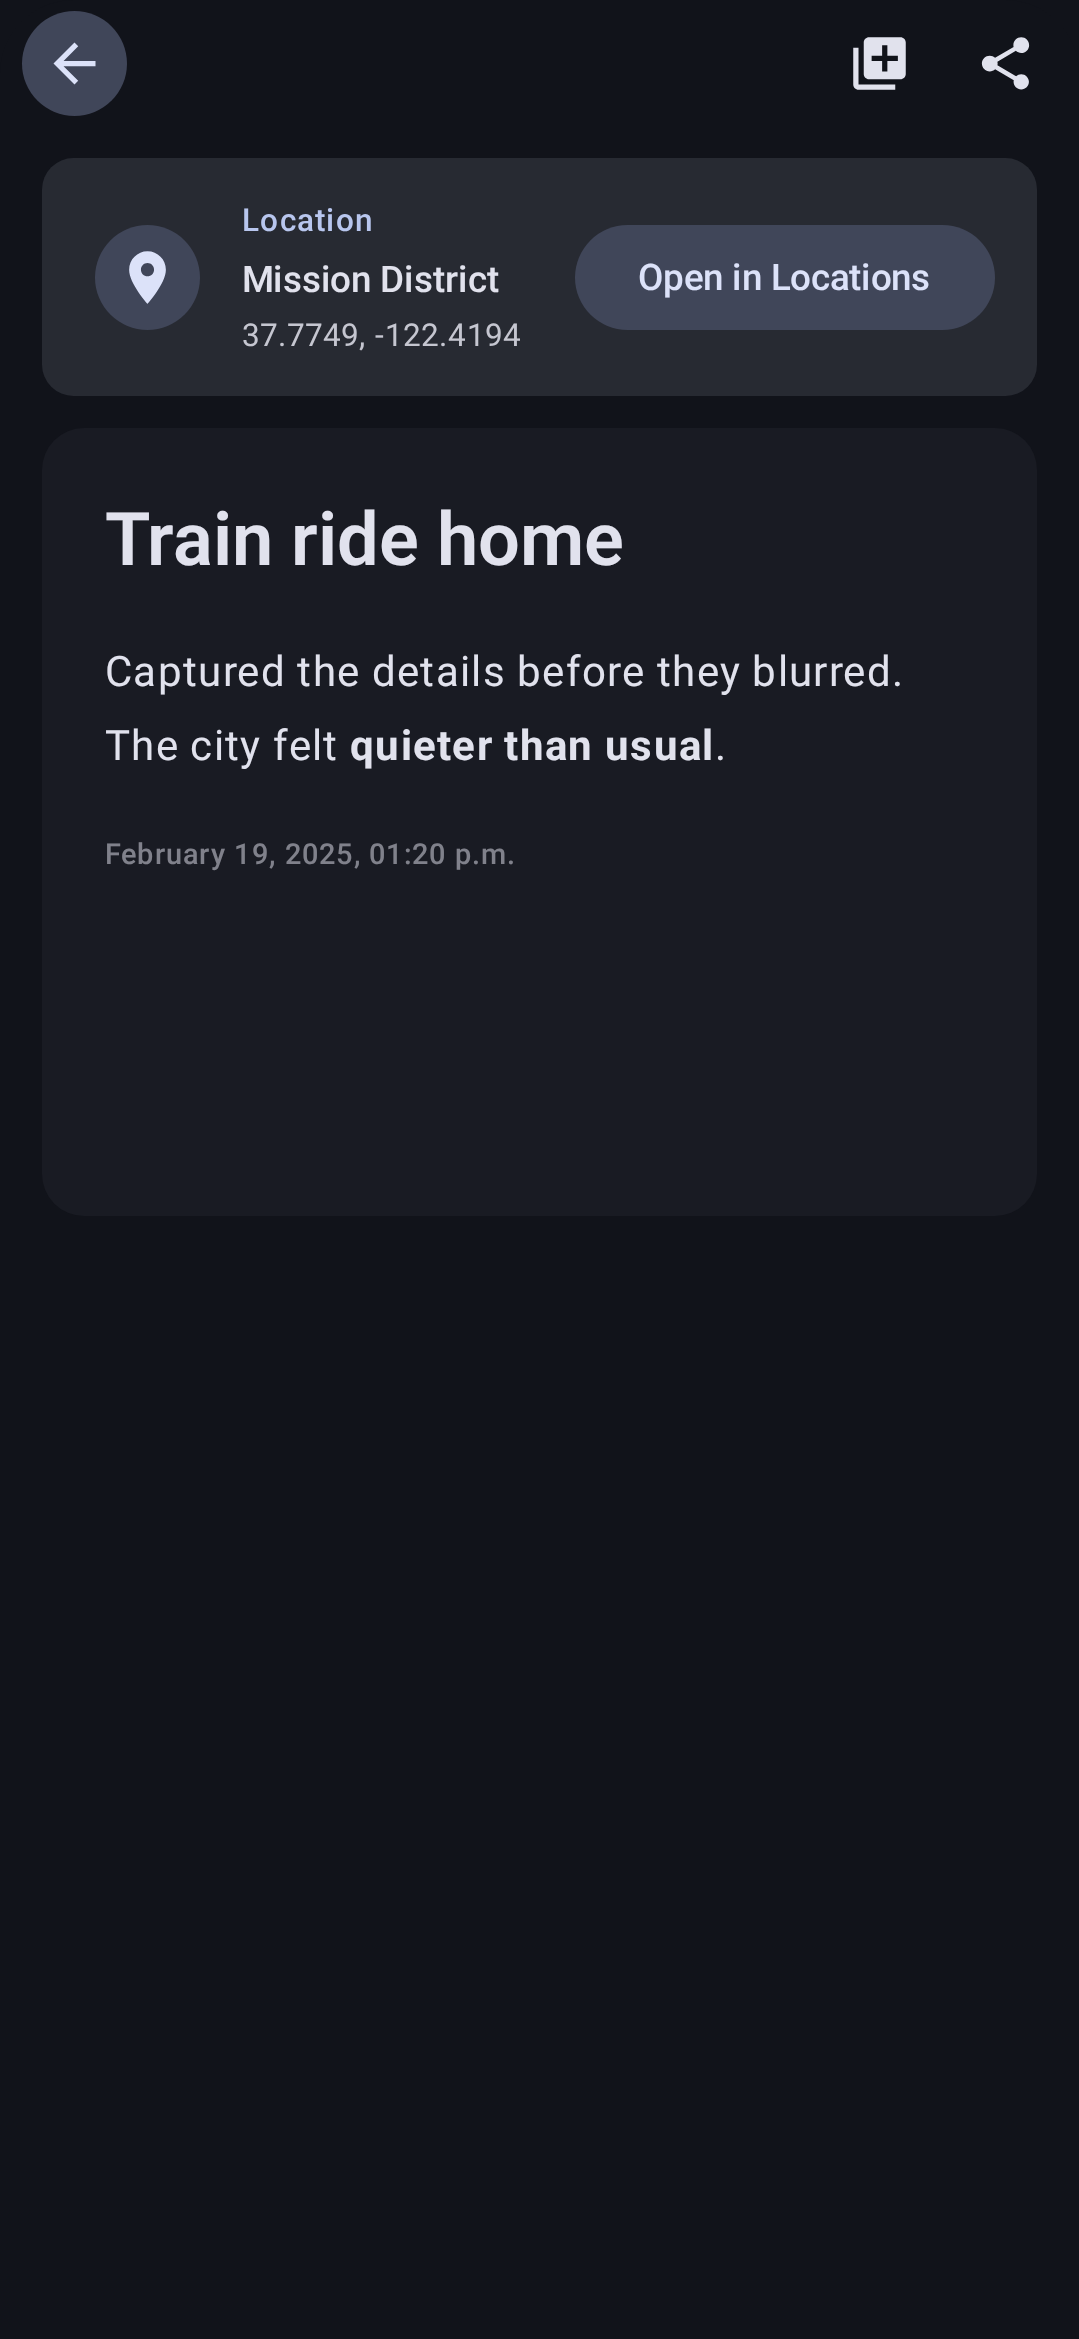 Location
Mission District
37.7749, -122.4194
Open in Locations
Train ride home
Captured the details before they blurred.
The city felt quieter than usual.
February 19, 2025, 01:20 p.m.